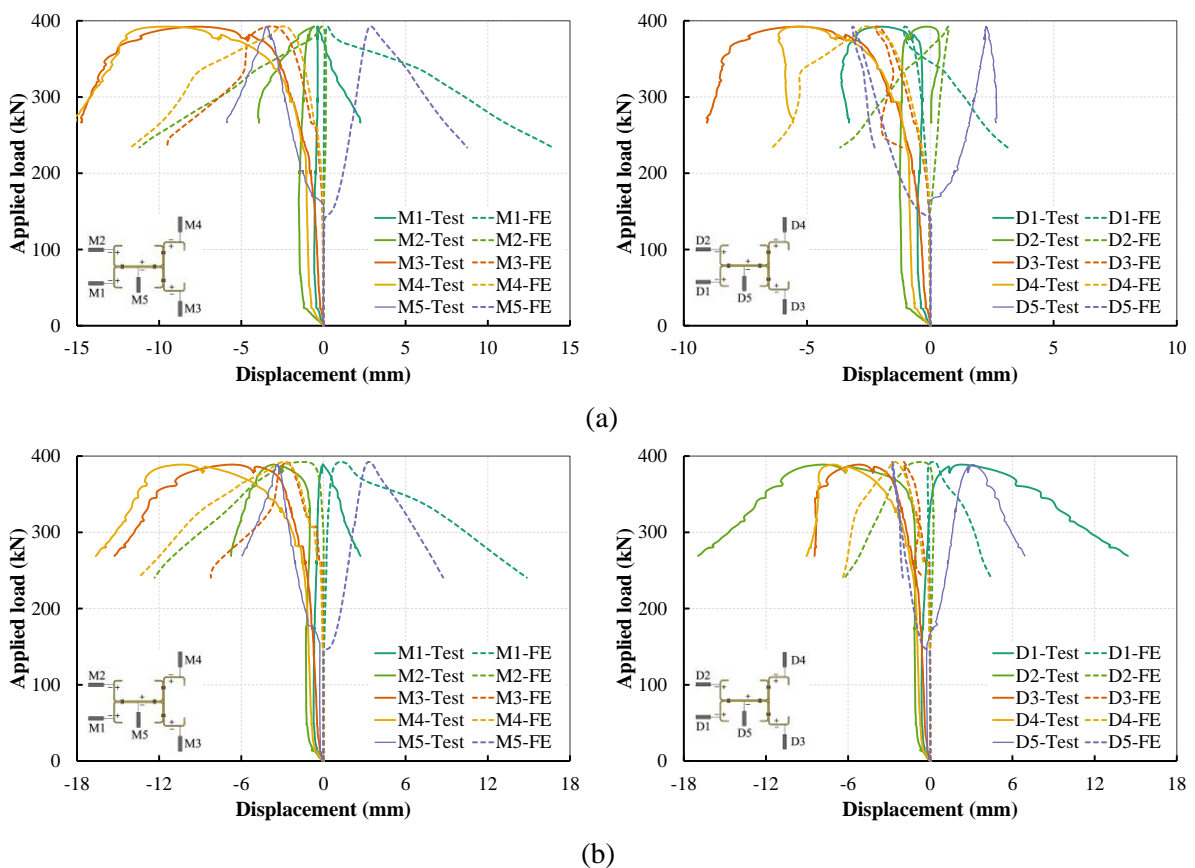 400
300
200
100
0
Applied load (kN)
-15 -10 -5 0 5 10 15
Displacement (mm)
M1-Test M1-FE
M2-Test M2-FE
M3-Test M3-FE
M4-Test M4-FE
M5-Test M5-FE
M4
M2
M1
M5
M3
400
300
200
100
0
Applied load (kN)
-10 -5 0 5 10
Displacement (mm)
D1-Test D1-FE
D2-Test D2-FE
D3-Test D3-FE
D4-Test D4-FE
D5-Test D5-FE
D4
D2
D1
D5
D3
(a)
400
300
200
100
0
Applied load (kN)
-18 -12 -6 0 6 12 18
Displacement (mm)
M1-Test M1-FE
M2-Test M2-FE
M3-Test M3-FE
M4-Test M4-FE
M5-Test M5-FE
M4
M2
M1
M5
M3
400
300
200
100
0
Applied load (kN)
-18 -12 -6 0 6 12 18
Displacement (mm)
D1-Test D1-FE
D2-Test D2-FE
D3-Test D3-FE
D4-Test D4-FE
D5-Test D5-FE
D4
D2
D1
D5
D3
(b)